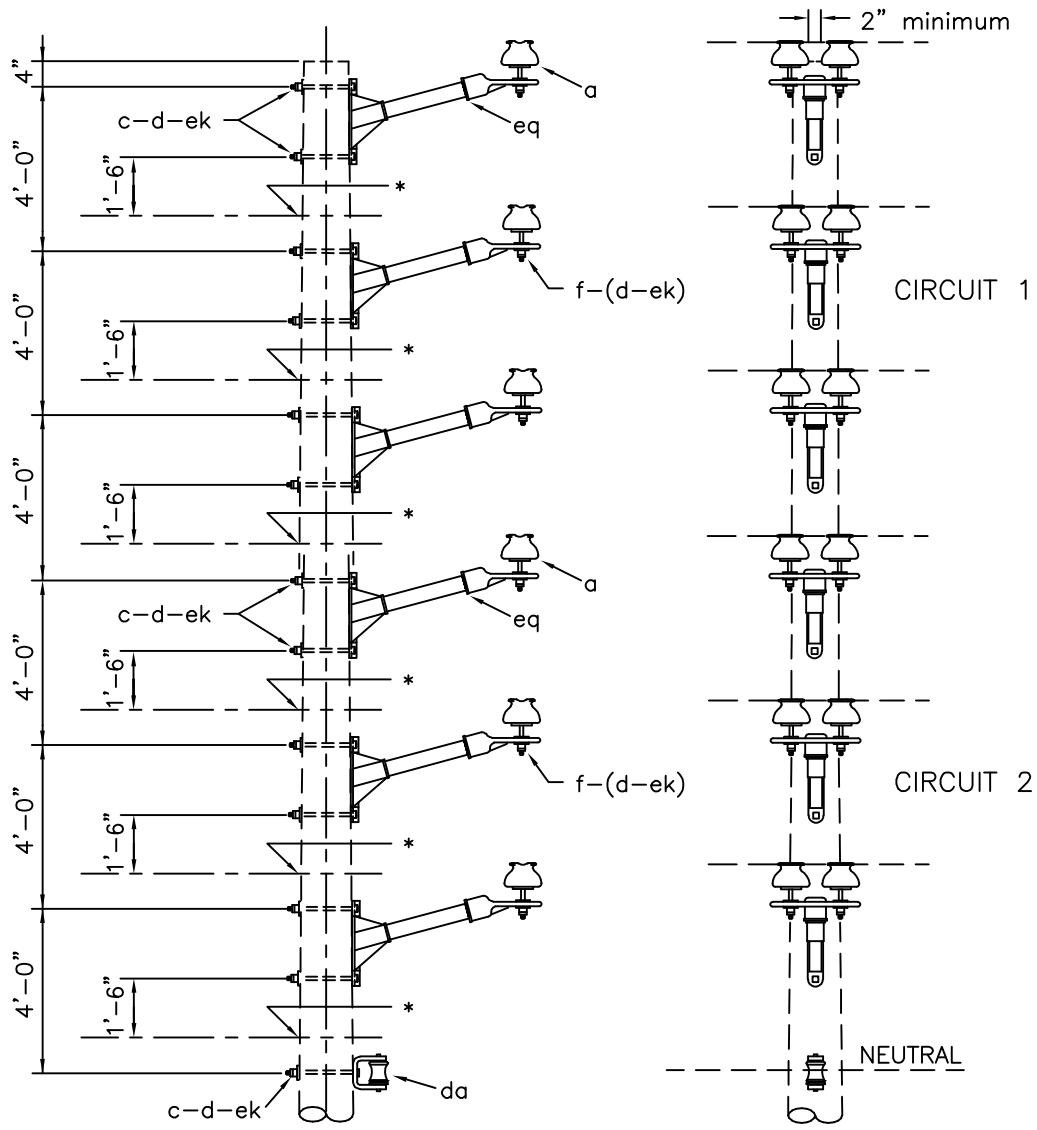 2” minimum
4”
a
c-d-ek
eq
4’-0”
1’-6”
*
f-(d-ek)
CIRCUIT 1
4’-0”
1’-6”
*
4’-0”
1’-6”
*
a
c-d-ek
eq
4’-0”
1’-6”
*
f-(d-ek)
CIRCUIT 2
4’-0”
1’-6”
*
4’-0”
1’-6”
*
NEUTRAL
da
c-d-ek